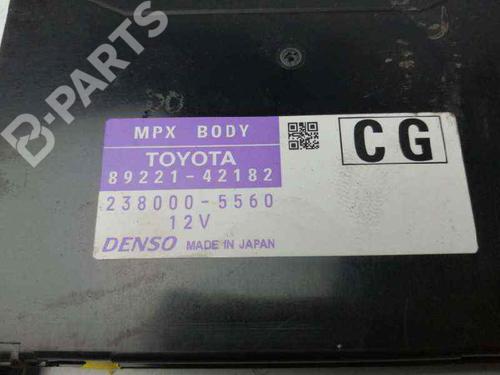 B-PARTS
MPX BODY
TOYOTA
89221-42182
238000-5560
12V
DENSO MADE IN JAPAN
CG